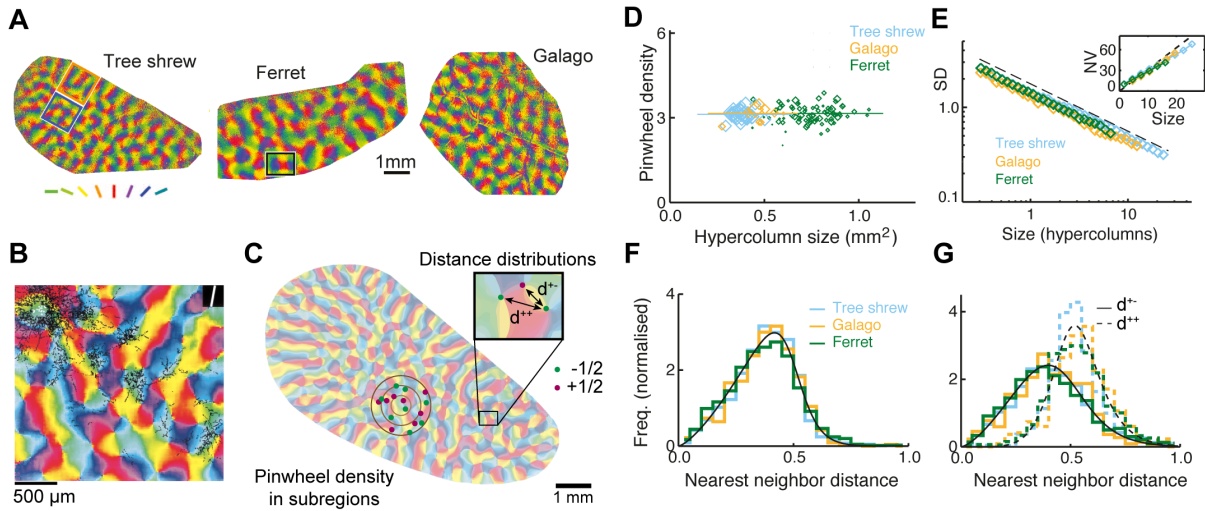 A
Tree shrew
Ferret
Galago
1mm
B
500 µm
C
Distance distributions
d+-
d++
-1/2
+1/2
Pinwheel density
in subregions
1 mm
D
Tree shrew
Galago
Ferret
Pinwheel density
6
3
0
0.0
0.5
1.0
Hypercolumn size (mm²)
E
SD
1.0
0.1
1
10
Size (hypercolumns)
Tree shrew
Galago
Ferret
NV
60
30
0
0
10
20
Size
F
Freq. (normalised)
4
2
0
0.0
0.5
1.0
Nearest neighbor distance
Tree shrew
Galago
Ferret
G
d+-
d++
4
2
0
0.0
0.5
1.0
Nearest neighbor distance